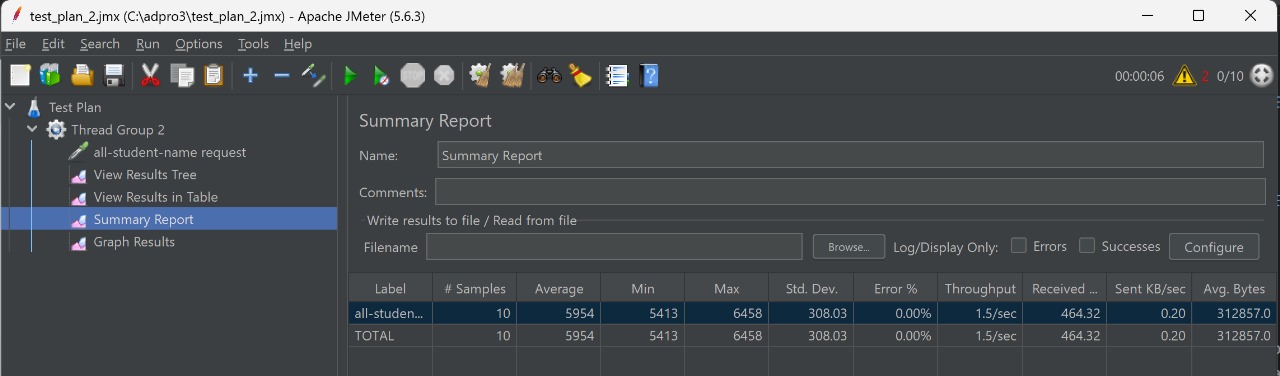 test_plan_2.jmx (C:\adpro3\test_plan_2.jmx) - Apache JMeter (5.6.3)
File Edit Search Run Options Tools Help
STOP 00:00:06 2 0/10
Test Plan
Thread Group 2
all-student-name request
View Results Tree
View Results in Table
Summary Report
Graph Results
Summary Report
Name: Summary Report
Comments:
Write results to file / Read from file
Filename Browse... Log/Display Only: Errors Successes Configure
Label # Samples Average Min Max Std. Dev. Error % Throughput Received ... Sent KB/sec Avg. Bytes
all-studen... 10 5954 5413 6458 308.03 0.00% 1.5/sec 464.32 0.20 312857.0
TOTAL 10 5954 5413 6458 308.03 0.00% 1.5/sec 464.32 0.20 312857.0